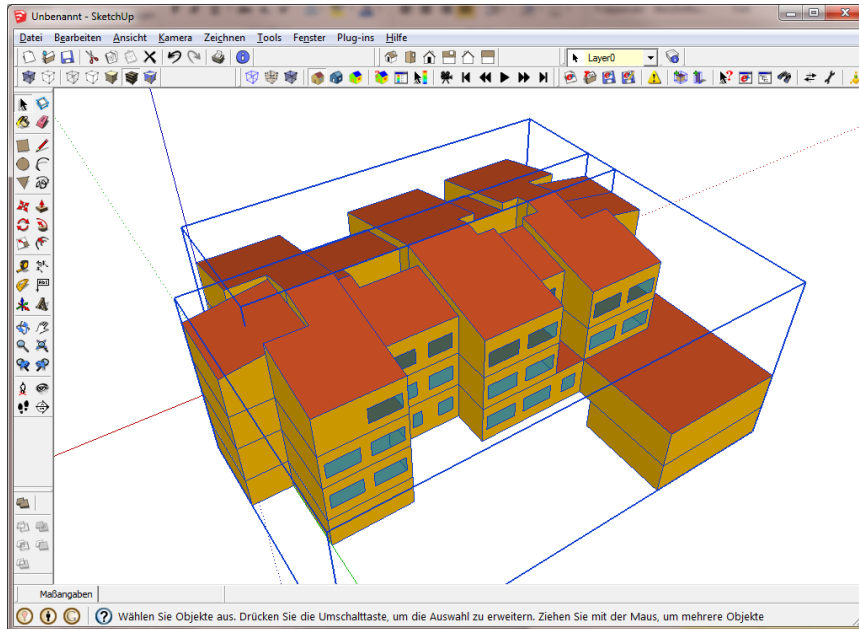 Unbenannt - SketchUp
Datei Bearbeiten Ansicht Kamera Zeichnen Tools Fenster Plug-ins Hilfe
Layer0
Maßangaben
Wählen Sie Objekte aus. Drücken Sie die Umschalttaste, um die Auswahl zu erweitern. Ziehen Sie mit der Maus, um mehrere Objekte